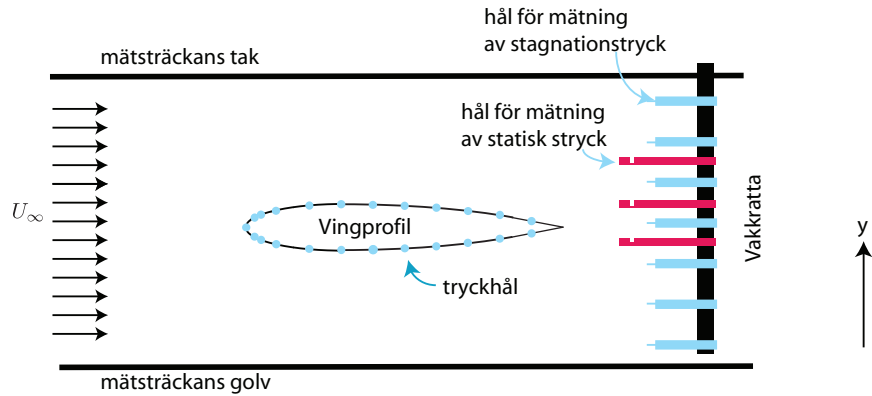 hål för mätning
av stagnationstryck
mätsträckans tak
hål för mätning
av statisk stryck
U∞
Vingprofil
Vakkratta
y
tryckhål
mätsträckans golv